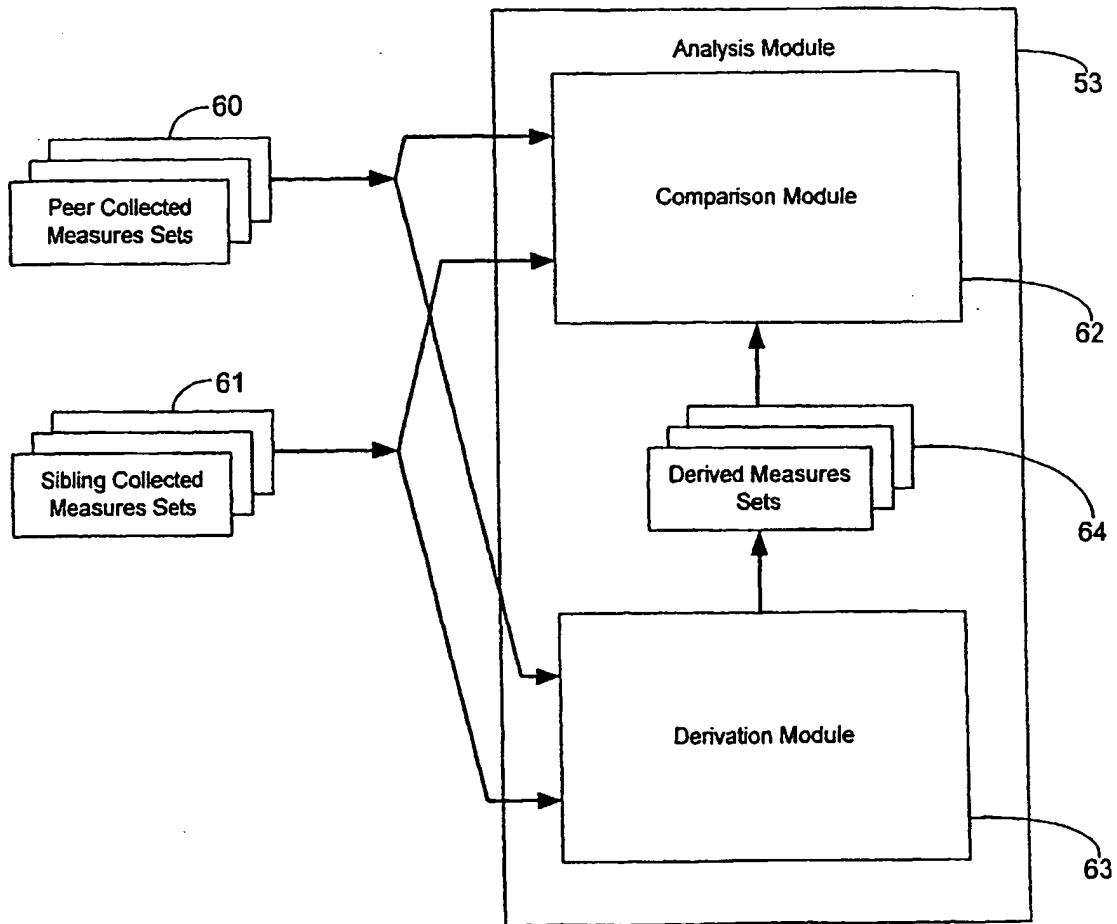 Analysis Module
53
60
Peer Collected
Measures Sets
Comparison Module
62
61
Sibling Collected
Measures Sets
Derived Measures
Sets
64
Derivation Module
63